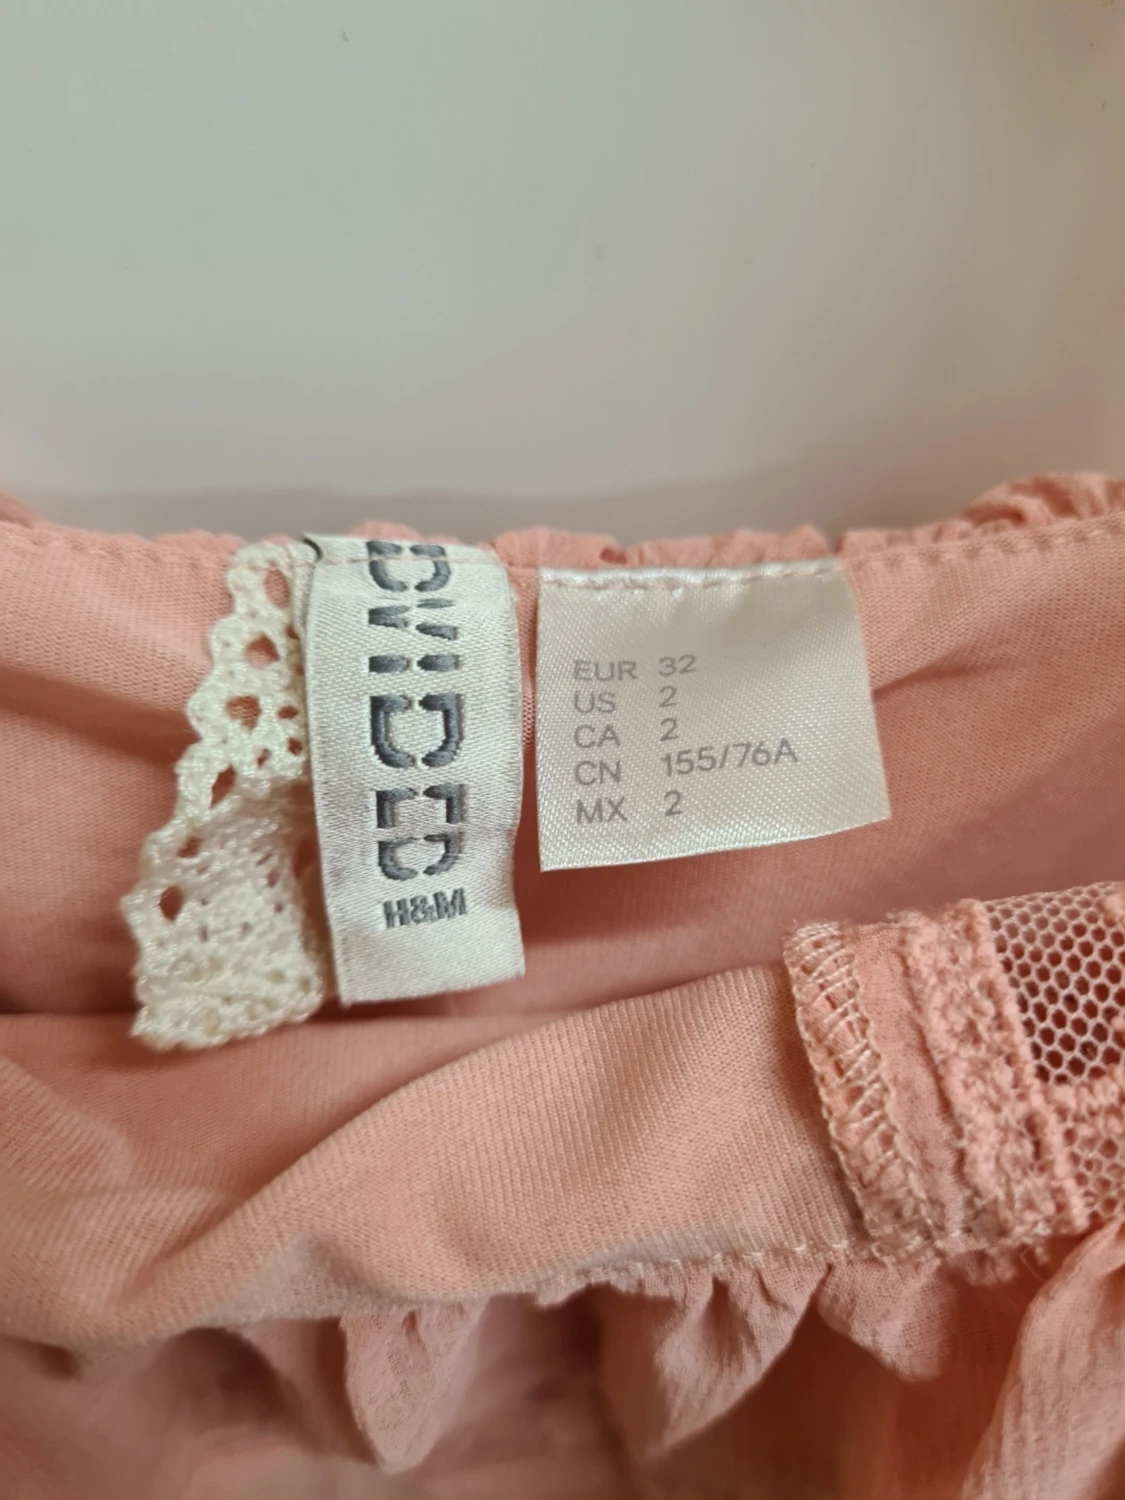 DIVIDED
H&M
EUR 32
US 2
CA 2
CN 155/76A
MX 2